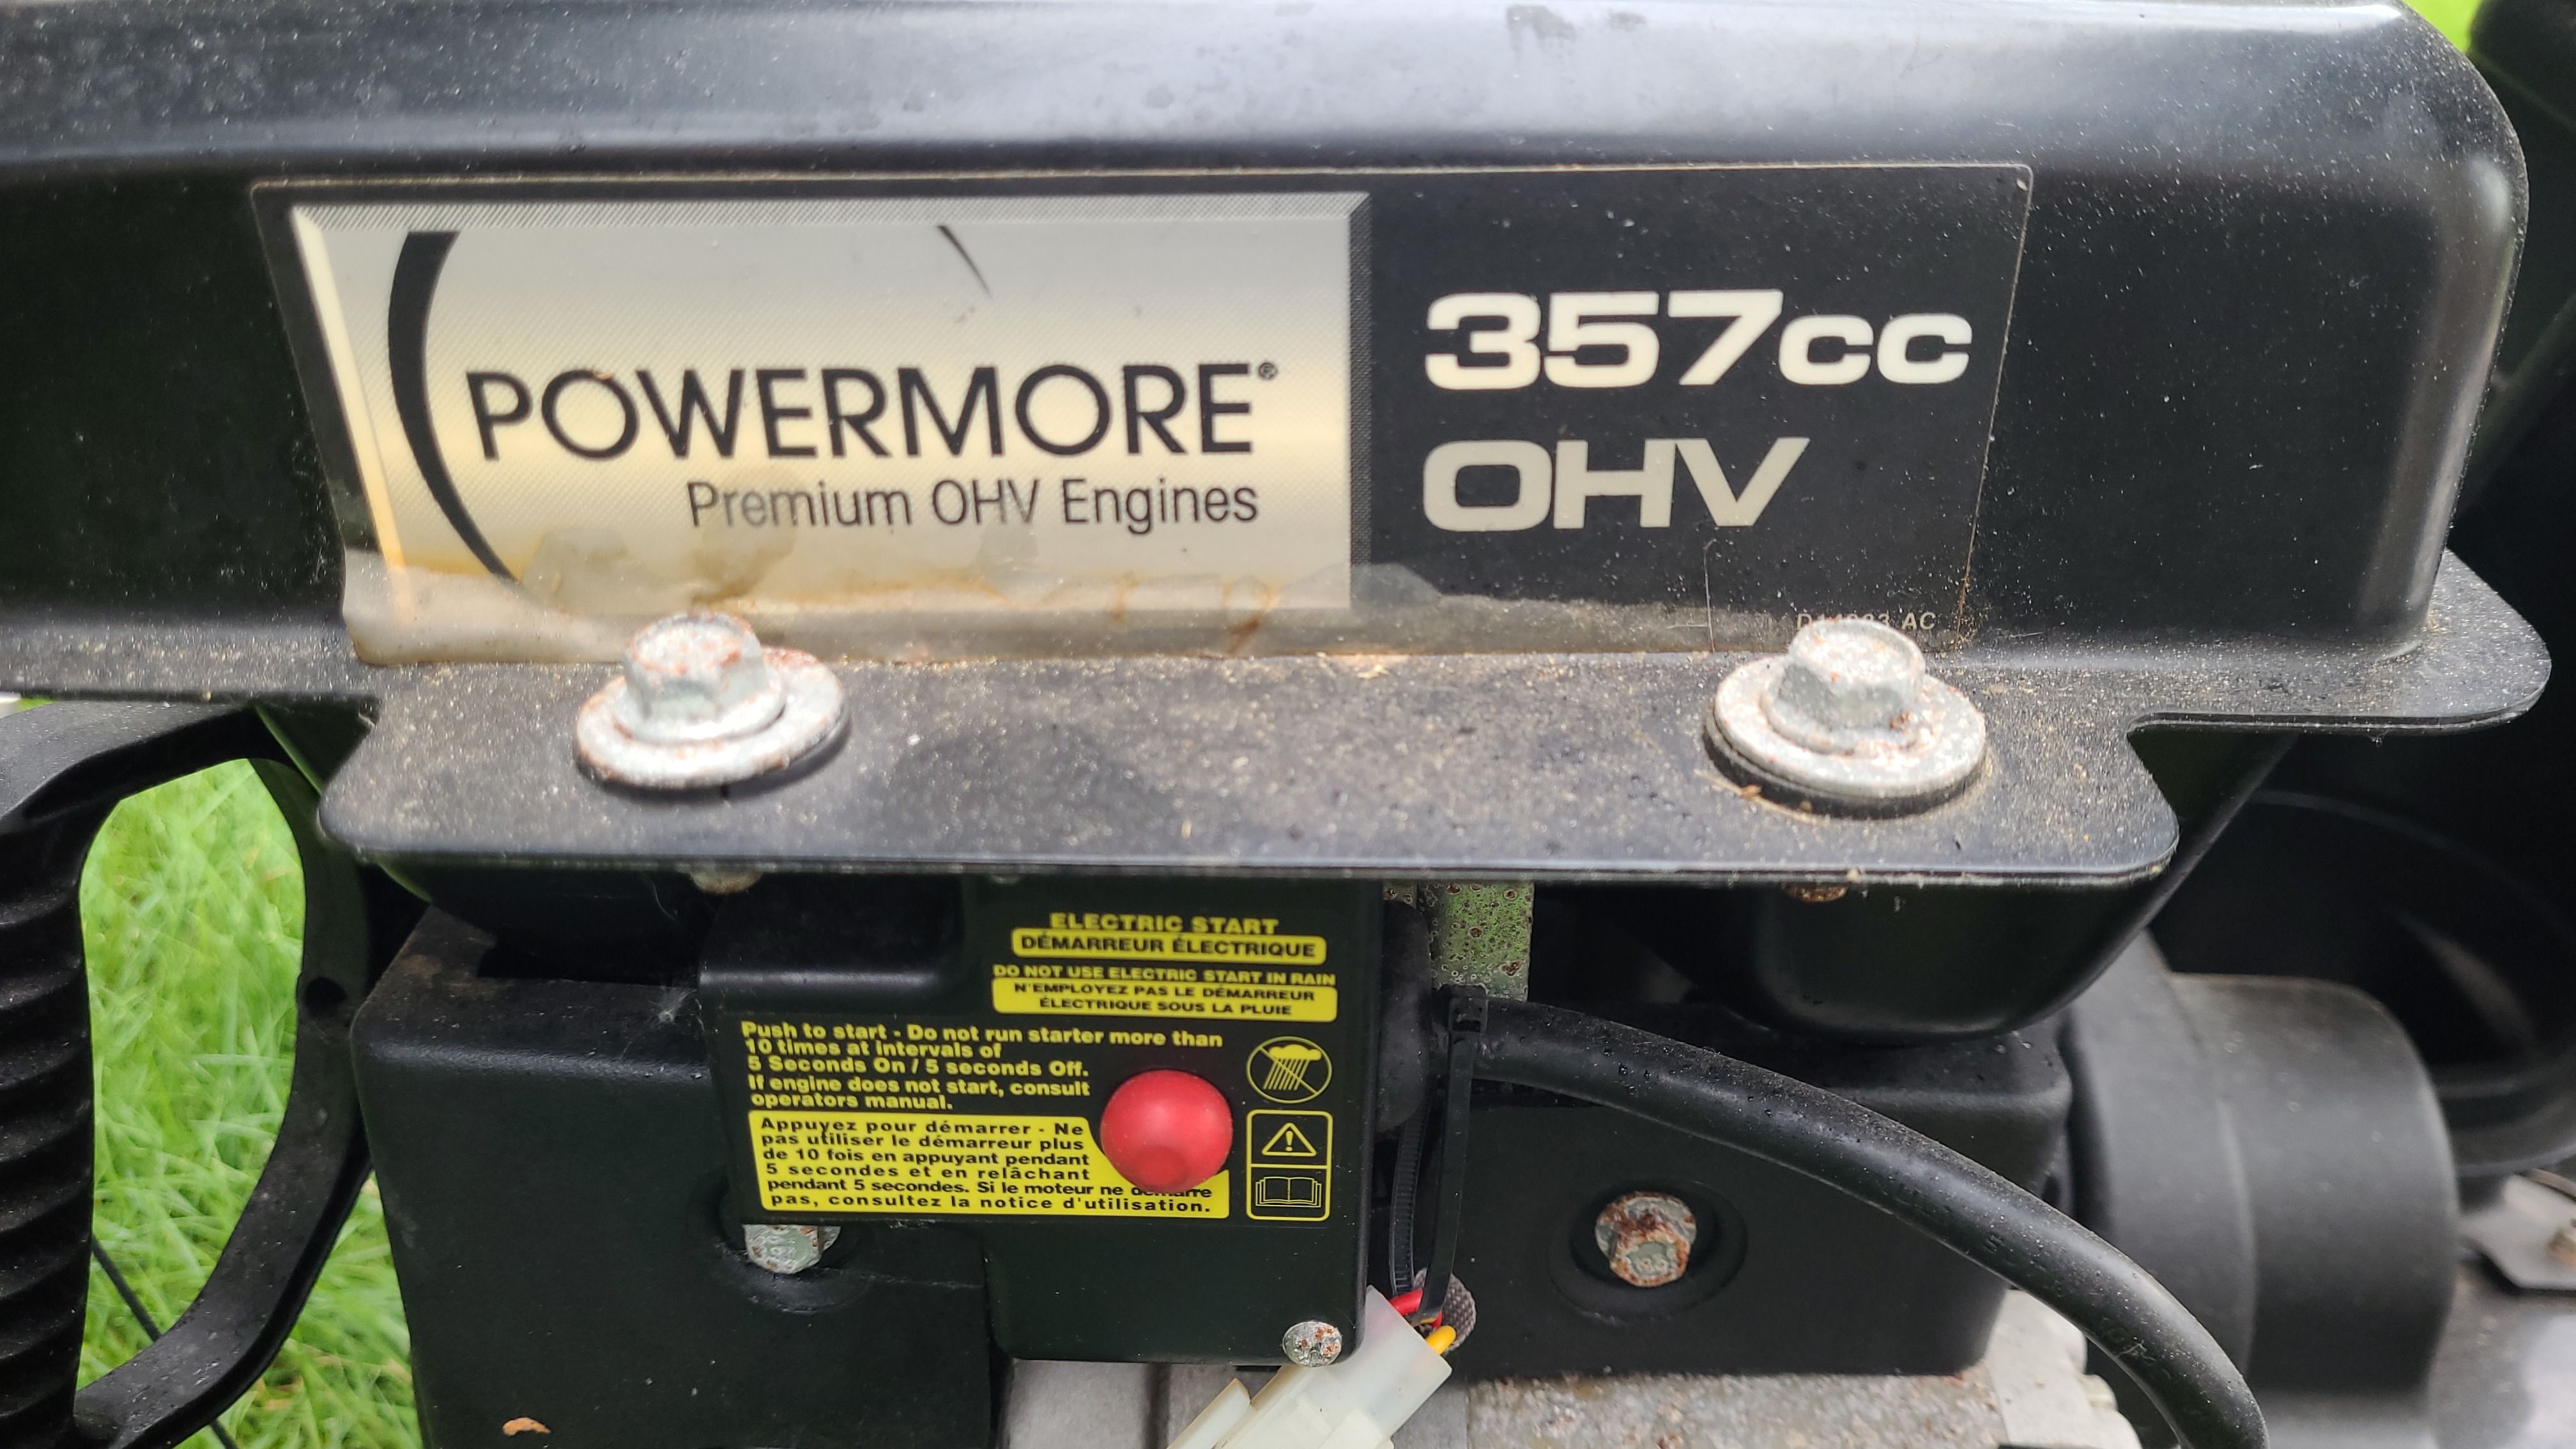 POWERMORE®
Premium OHV Engines
357cc
OHV
AC
ELECTRIC START
DÉMARREUR ÉLECTRIQUE
DO NOT USE ELECTRIC START IN RAIN
N'EMPLOYEZ PAS LE DÉMARREUR
ÉLECTRIQUE SOUS LA PLUIE
Push to start - Do not run starter more than
10 times at intervals of
5 Seconds On / 5 seconds Off.
If engine does not start, consult
operators manual.
Appuyez pour démarrer - Ne
pas utiliser le démarreur plus
de 10 fois en appuyant pendant
5 secondes et en relâchant
pendant 5 secondes. Si le moteur ne démarre
pas, consultez la notice d'utilisation.